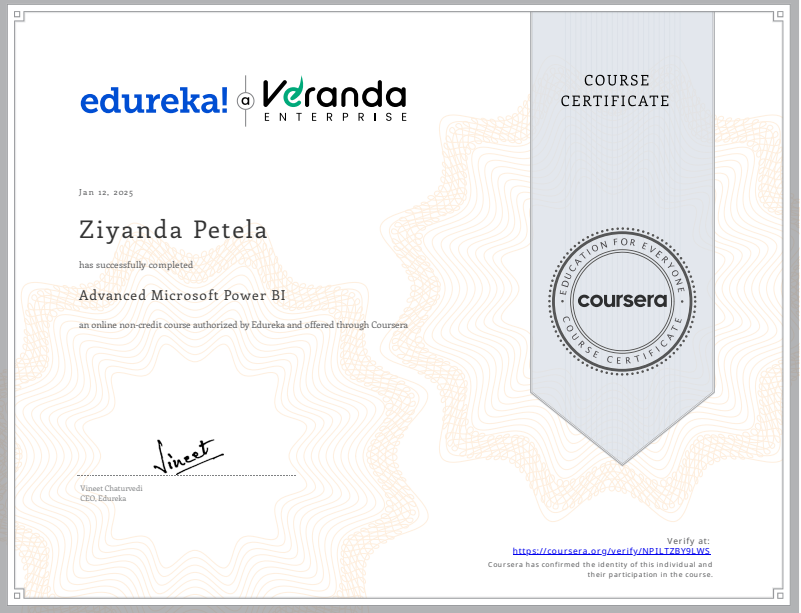 edureka! a Veranda
ENTERPRISE
COURSE
CERTIFICATE
Jan 12, 2025
Ziyanda Petela
has successfully completed
Advanced Microsoft Power BI
an online non-credit course authorized by Edureka and offered through Coursera
EDUCATION FOR EVERYONE
coursera
COURSE CERTIFICATE
Vineet
Vineet Chaturvedi
CEO, Edureka
Verify at:
https://coursera.org/verify/NPILTZBY9LWS
Coursera has confirmed the identity of this individual and
their participation in the course.